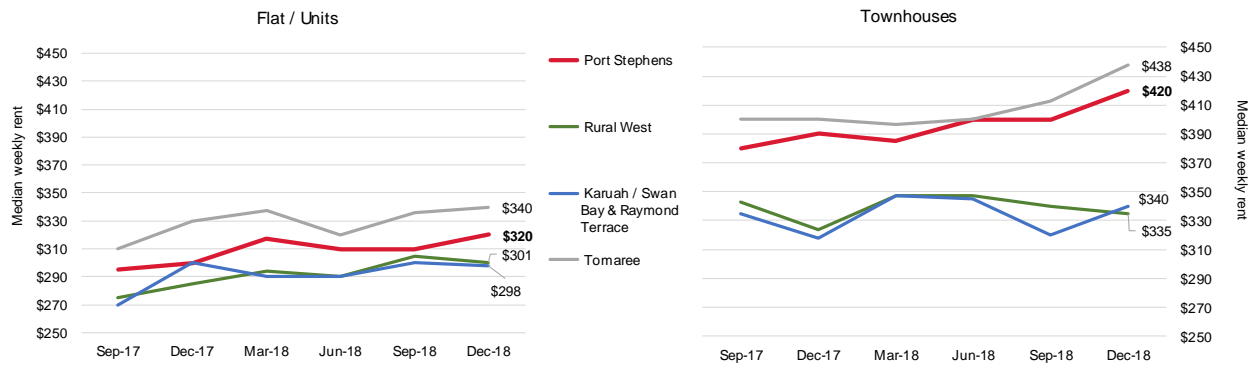 Flat / Units
Median weekly rent
$450
$430
$410
$390
$370
$350
$330
$310
$290
$270
$250
Sep-17 Dec-17 Mar-18 Jun-18 Sep-18 Dec-18
$340
$320
$301
$298
Port Stephens
Rural West
Karuah / Swan
Bay & Raymond
Terrace
Tomaree
Townhouses
$438
$420
$340
$335
$450
$430
$410
$390
$370
$350
$330
$310
$290
$270
$250
Median weekly rent
Sep-17 Dec-17 Mar-18 Jun-18 Sep-18 Dec-18